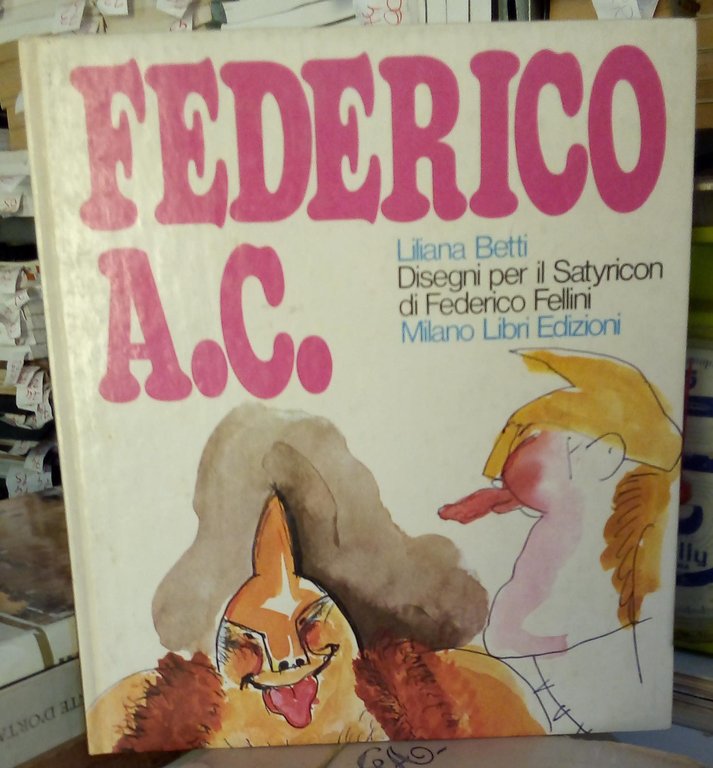 FEDERICO
A.C.
Liliana Betti
Disegni per il Satyricon
di Federico Fellini
Milano Libri Edizioni